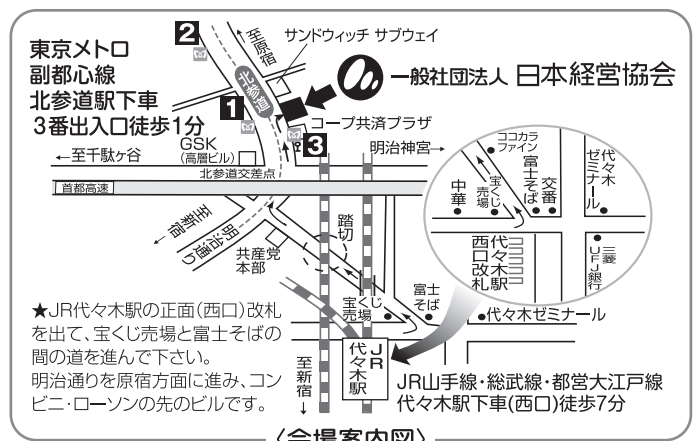 東京メトロ
副都心線
北参道駅下車
3番出入口徒歩1分
2
至原宿
サンドウィッチ サブウェイ
北参道
一般社団法人 日本経営協会
1
コープ共済プラザ
3
GSK
(高層ビル)
明治神宮→
←至千駄ヶ谷
北参道交差点
首都高速
至新宿
明治通り
共産党
本部
踏切
ココカラ
ファイン
代々木
ゼミナール
富士そば
交番
宝くじ
売場
中華
代々木駅
西口改札
三菱
UFJ銀行
★JR代々木駅の正面(西口)改札
を出て、宝くじ売場と富士そばの
間の道を進んで下さい。
明治通りを原宿方面に進み、コン
ビニ・ローソンの先のビルです。
宝くじ
売場
富士
そば
代々木ゼミナール
JR
代々木駅
至新宿
JR山手線・総武線・都営大江戸線
代々木駅下車(西口)徒歩7分
〈会場案内図〉